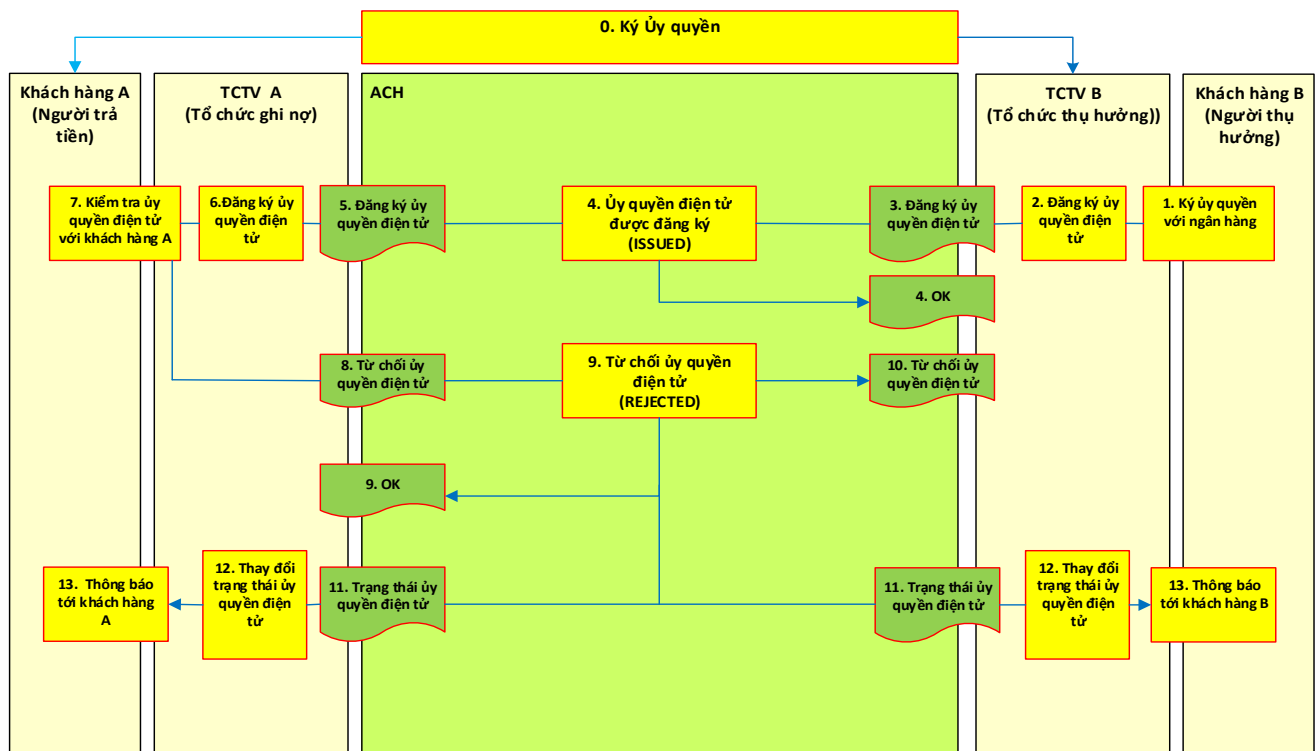 0. Ký Ủy quyền
Khách hàng A
(Người trả
tiền)
TCTV A
(Tổ chức ghi nợ)
ACH
TCTV B
(Tổ chức thụ hưởng))
Khách hàng B
(Người thụ
hưởng)
7. Kiểm tra ủy
quyền điện tử
với khách hàng A
6.Đăng ký ủy
quyền điện
tử
5. Đăng ký ủy
quyền điện tử
4. Ủy quyền điện tử
được đăng ký
(ISSUED)
3. Đăng ký ủy
quyền điện tử
2. Đăng ký ủy
quyền điện
tử
1. Ký ủy quyền
với ngân hàng
4. OK
8. Từ chối ủy
quyền điện tử
9. Từ chối ủy quyền
điện tử
(REJECTED)
10. Từ chối ủy
quyền điện tử
9. OK
13. Thông báo
tới khách hàng
A
12. Thay đổi
trạng thái ủy
quyền điện
tử
11. Trạng thái ủy
quyền điện tử
11. Trạng thái ủy
quyền điện tử
12. Thay đổi
trạng thái ủy
quyền điện
tử
13. Thông báo
tới khách hàng B